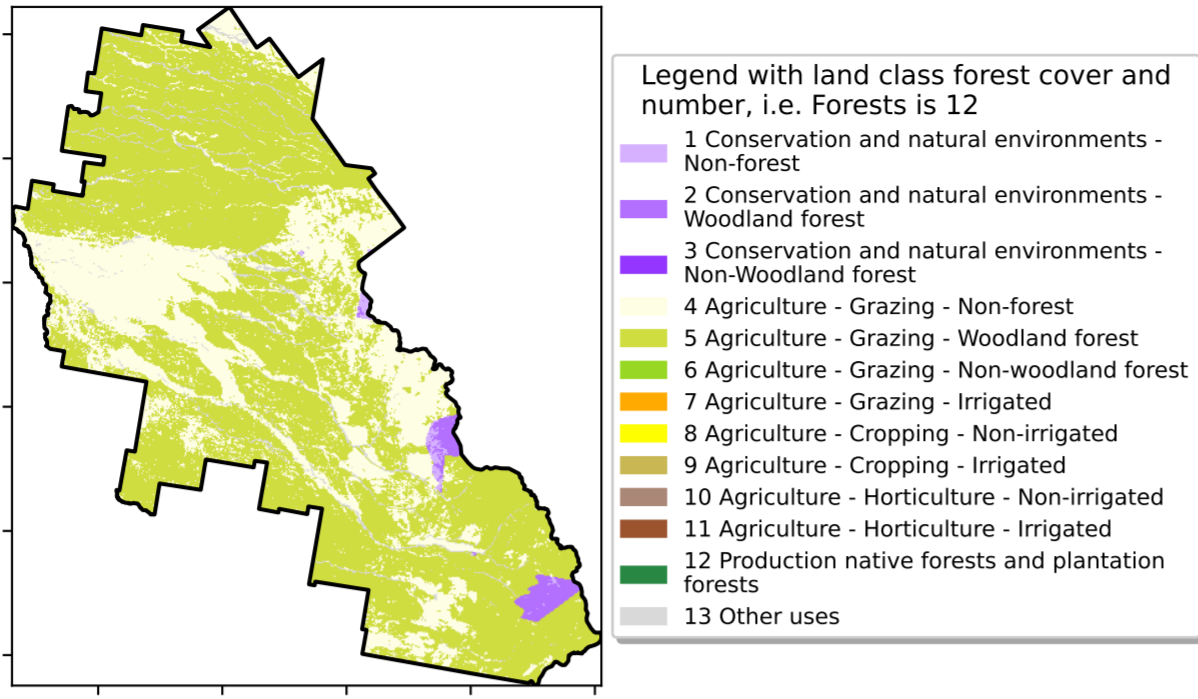 Legend with land class forest cover and
number, i.e. Forests is 12
1 Conservation and natural environments -
Non-forest
2 Conservation and natural environments -
Woodland forest
3 Conservation and natural environments -
Non-Woodland forest
4 Agriculture - Grazing - Non-forest
5 Agriculture - Grazing - Woodland forest
6 Agriculture - Grazing - Non-woodland forest
7 Agriculture - Grazing - Irrigated
8 Agriculture - Cropping - Non-irrigated
9 Agriculture - Cropping - Irrigated
10 Agriculture - Horticulture - Non-irrigated
11 Agriculture - Horticulture - Irrigated
12 Production native forests and plantation
forests
13 Other uses